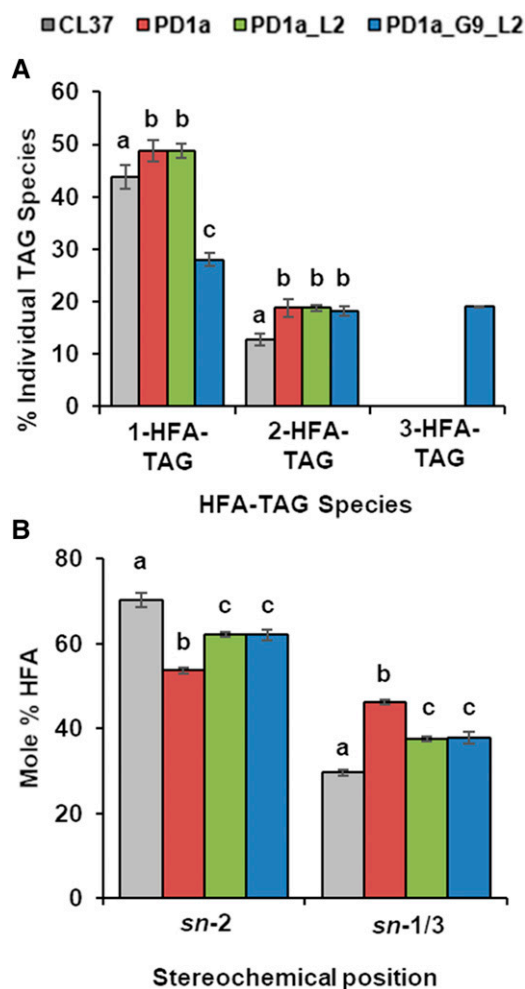 CL37 PD1a PD1a_L2 PD1a_G9_L2
A
% Individual TAG Species
60
50
40
30
20
10
0
a b b c
a b b b
1-HFA-TAG 2-HFA-TAG 3-HFA-TAG
HFA-TAG Species
B
Mole % HFA
80
60
40
20
0
a b c c
a b c c
sn-2 sn-1/3
Stereochemical position